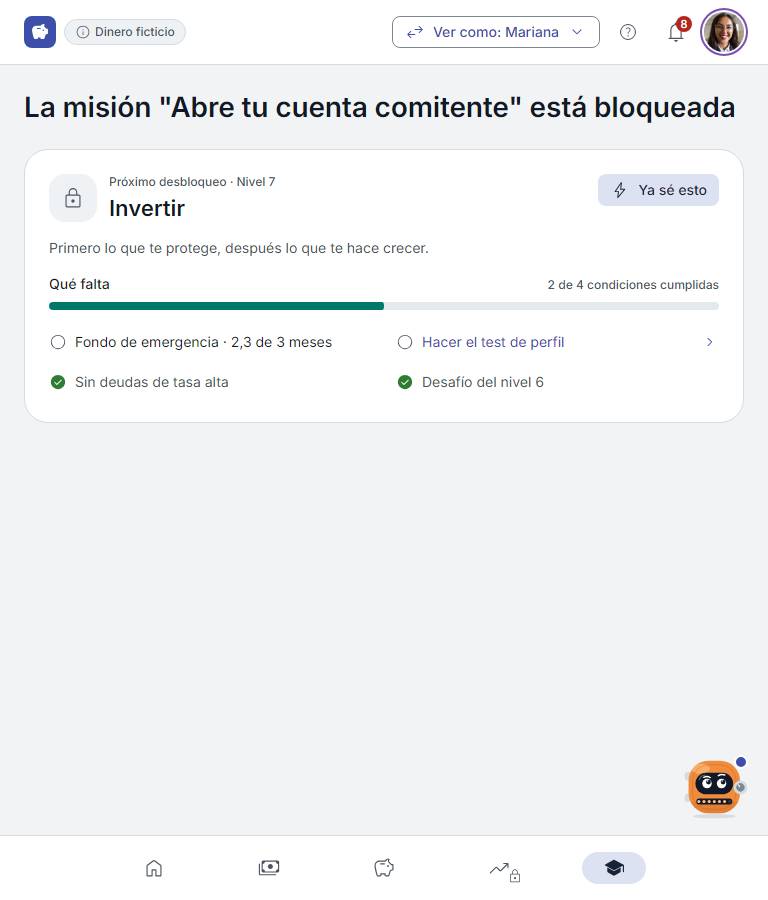 Dinero ficticio
Ver como: Mariana
8
La misión "Abre tu cuenta comitente" está bloqueada
Próximo desbloqueo · Nivel 7
Invertir
Ya sé esto
Primero lo que te protege, después lo que te hace crecer.
Qué falta
2 de 4 condiciones cumplidas
Fondo de emergencia · 2,3 de 3 meses
Hacer el test de perfil
Sin deudas de tasa alta
Desafío del nivel 6